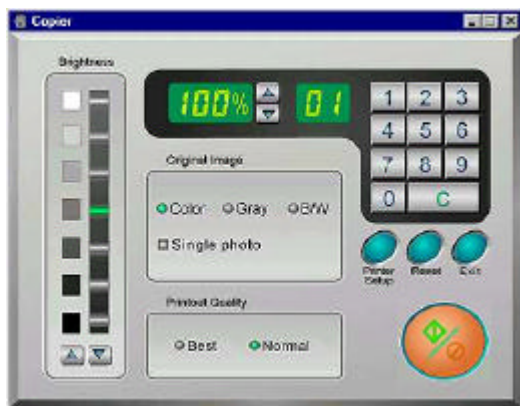 Copier
Brightness
100%
01
1 2 3
4 5 6
7 8 9
0 C
Original Image
Color Gray B/W
Single photo
Printer Setup
Reset
Exit
Printout Quality
Best Normal